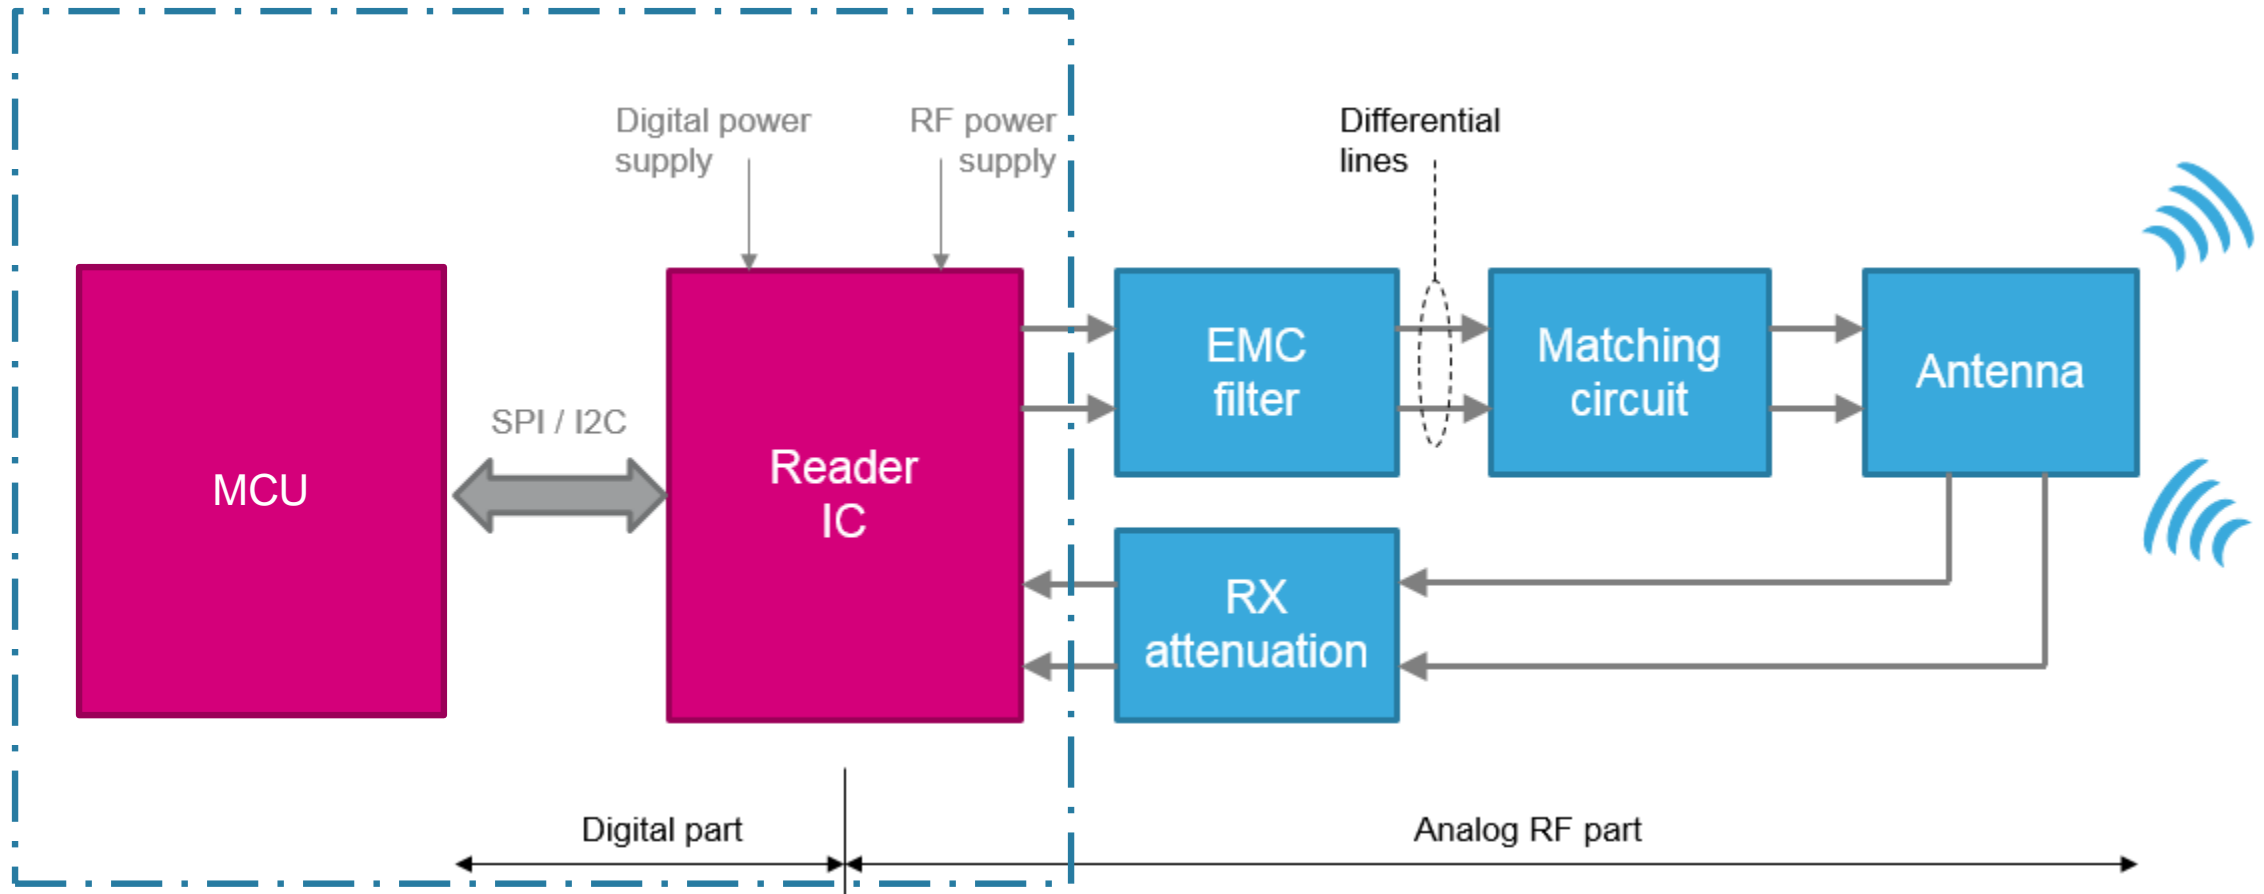 Digital power
supply
RF power
supply
Differential
lines
MCU
SPI / I2C
Reader
IC
EMC
filter
Matching
circuit
Antenna
RX
attenuation
Digital part
Analog RF part